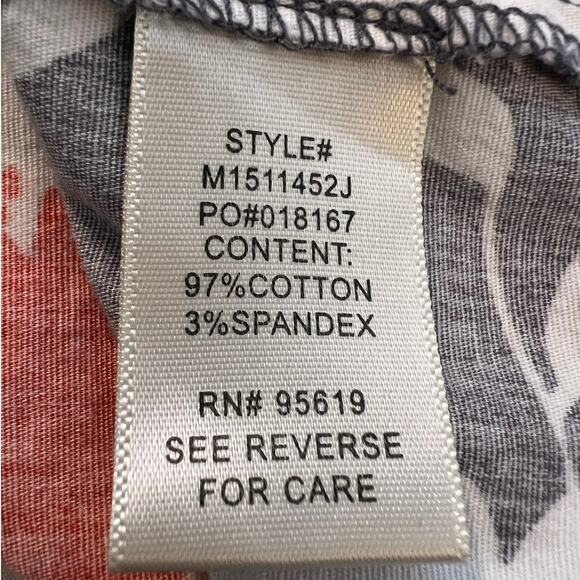 STYLE#
M1511452J
PO#018167
CONTENT:
97%COTTON
3%SPANDEX
RN# 95619
SEE REVERSE
FOR CARE